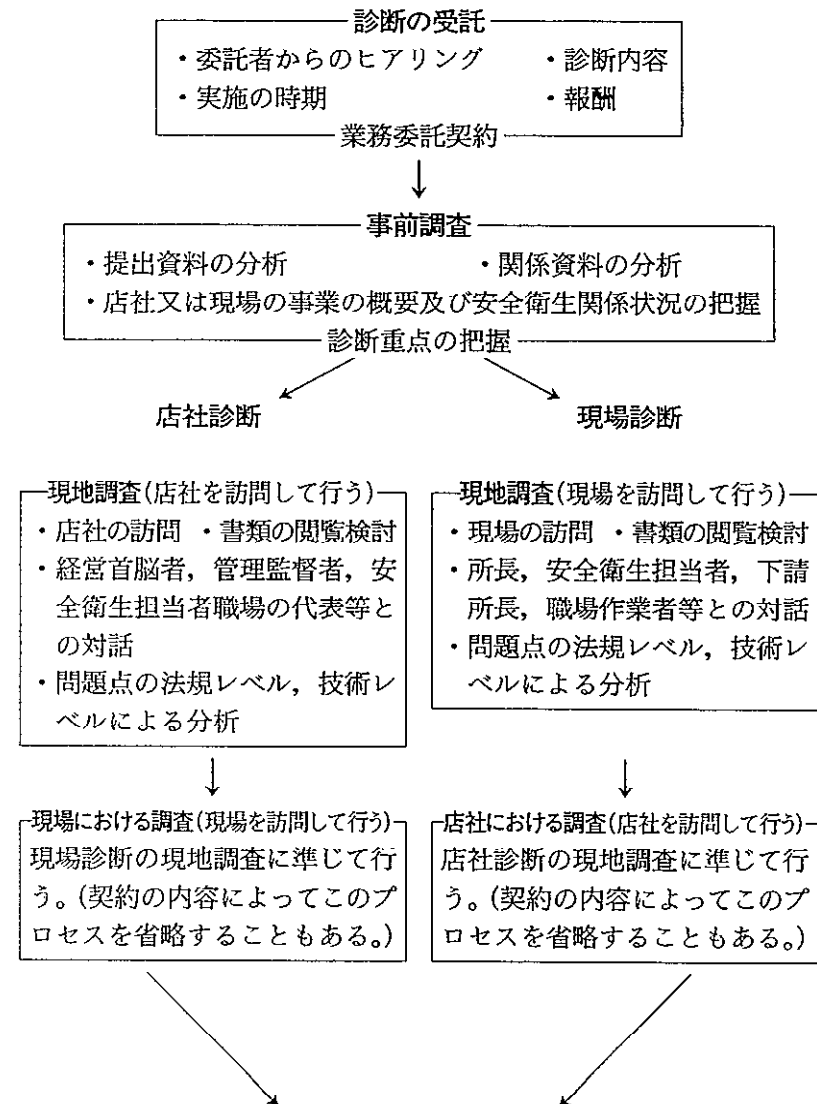 診断の受託
・委託者からのヒアリング ・診断内容
・実施の時期 ・報酬
業務委託契約
事前調査
・提出資料の分析 ・関係資料の分析
・店社又は現場の事業の概要及び安全衛生関係状況の把握
診断重点の把握
店社診断
現場診断
現地調査(店社を訪問して行う)
・店社の訪問 ・書類の閲覧検討
・経営首脳者，管理監督者，安
全衛生担当者職場の代表等と
の対話
・問題点の法規レベル，技術レ
ベルによる分析
現地調査(現場を訪問して行う)
・現場の訪問 ・書類の閲覧検討
・所長，安全衛生担当者，下請
所長，職場作業者等との対話
・問題点の法規レベル，技術レ
ベルによる分析
現場における調査(現場を訪問して行う)
現場診断の現地調査に準じて行
う。(契約の内容によってこのプ
ロセスを省略することもある。)
店社における調査(店社を訪問して行う)
店社診断の現地調査に準じて行
う。(契約の内容によってこのプ
ロセスを省略することもある。)